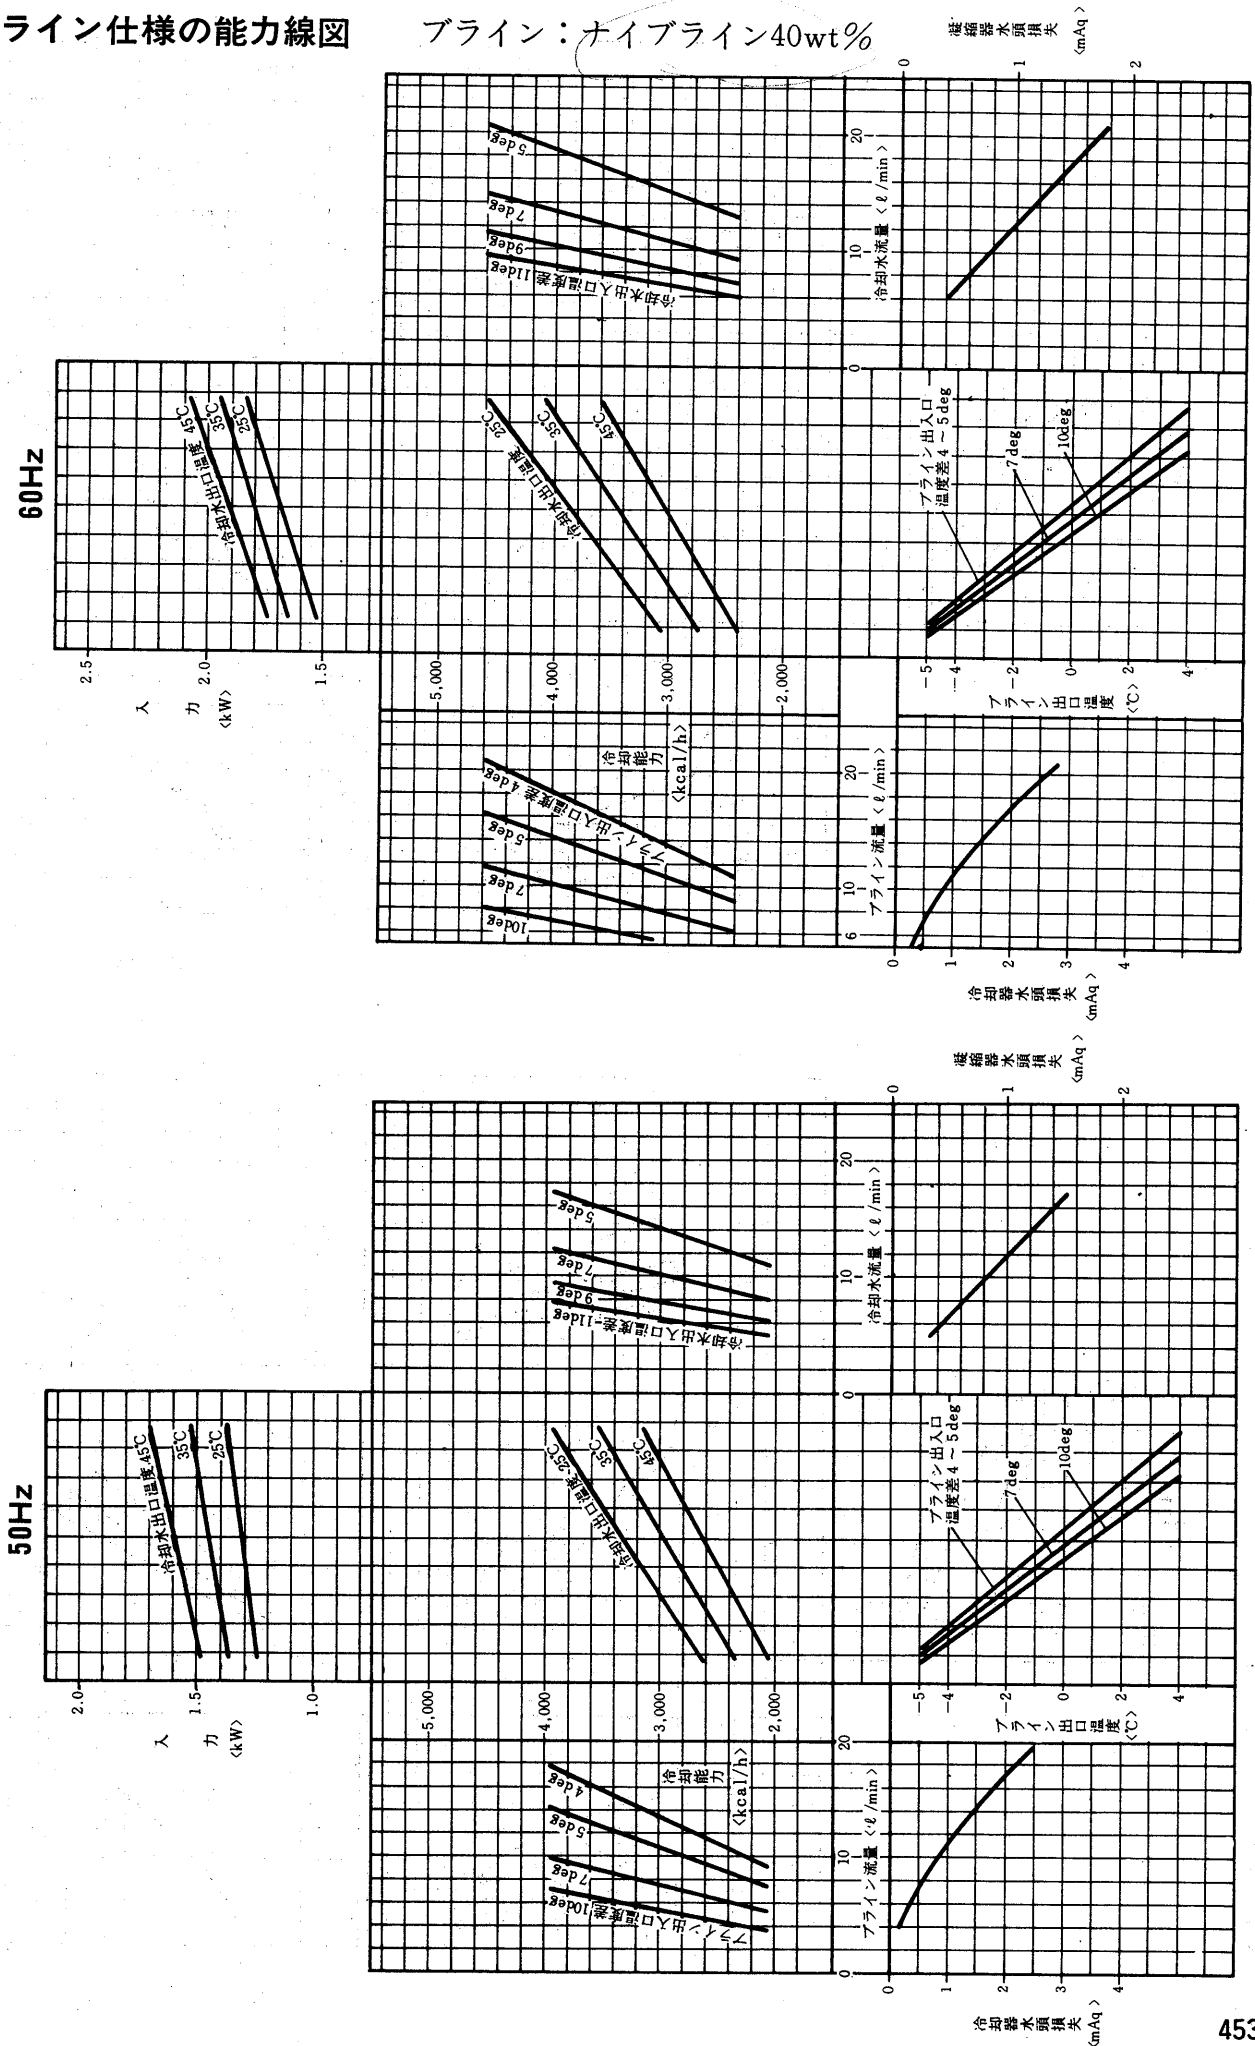 ライン仕様の能力線図
ブライン：ナイブライン40wt%
60Hz
2.5
2.0
1.5
入力
<kW>
冷却水出口温度 45℃
35℃
25℃
5deg
7deg
9deg
冷却水出入口温度差 11deg
20
10
0
冷却水流量<ℓ/min>
凝縮器水頭損失
<mAq>
0
1
2
冷却水出口温度 25℃
35℃
45℃
5,000
4,000
3,000
2,000
冷却能力
<kcal/h>
ブライン出入口
温度差4~5deg
7deg
10deg
-5
-4
-2
0
2
4
ブライン出口温度
<℃>
ブライン出入口温度差 4deg
5deg
7deg
10deg
20
10
6
ブライン流量<ℓ/min>
0
1
2
3
4
冷却器水頭損失
<mAq>
50Hz
2.0
1.5
1.0
入力
<kW>
冷却水出口温度 45℃
35℃
25℃
5deg
7deg
9deg
冷却水出入口温度差 11deg
20
10
0
冷却水流量<ℓ/min>
凝縮器水頭損失
<mAq>
0
1
2
冷却水出口温度 25℃
35℃
45℃
5,000
4,000
3,000
2,000
冷却能力
<kcal/h>
ブライン出入口
温度差4~5deg
7deg
10deg
-5
-4
-2
0
2
4
ブライン出口温度
<℃>
4deg
5deg
7deg
ブライン出入口温度差 10deg
20
10
0
ブライン流量<ℓ/min>
0
1
2
3
4
冷却器水頭損失
<mAq>
453